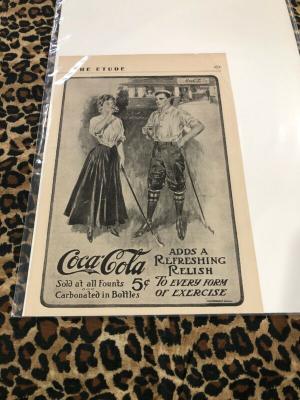 THE ETUDE
Coca-Cola
Sold at all Founts 5¢
Carbonated in Bottles
ADDS A
REFRESHING
RELISH
TO EVERY FORM
OF EXERCISE